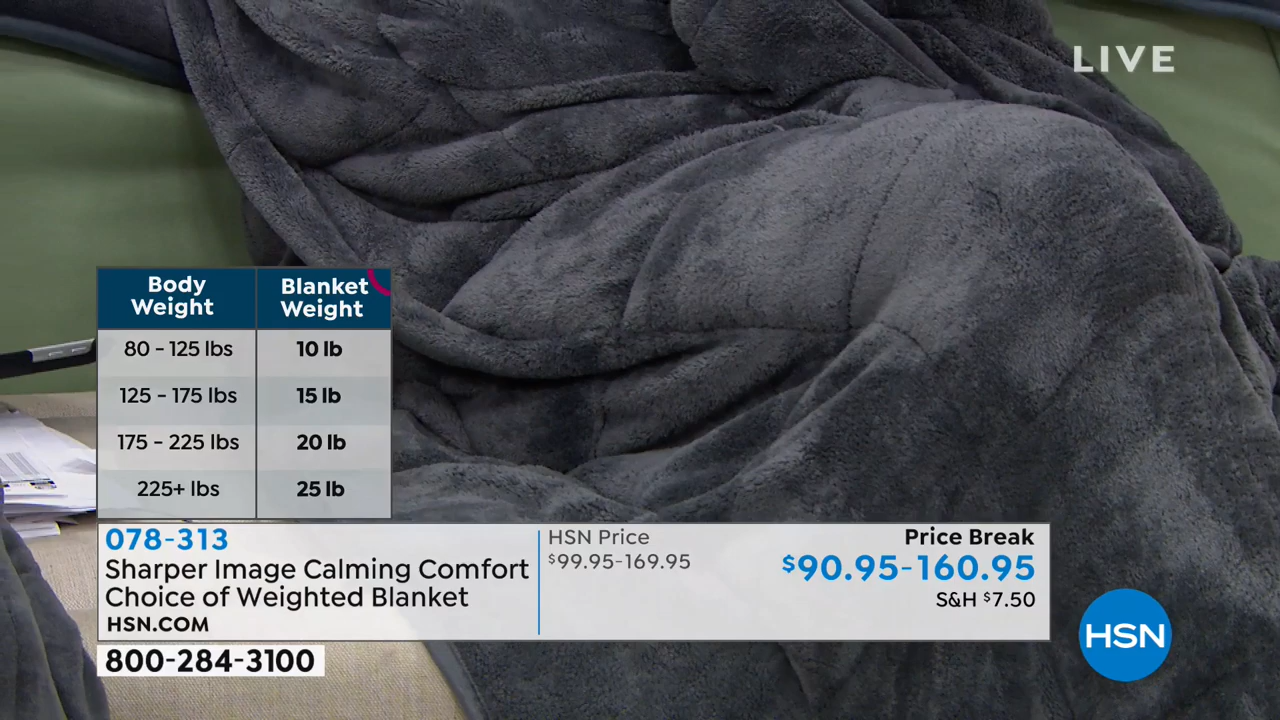 LIVE
Body Weight
Blanket Weight
80 - 125 lbs 10 lb
125 - 175 lbs 15 lb
175 - 225 lbs 20 lb
225+ lbs 25 lb
078-313
Sharper Image Calming Comfort
Choice of Weighted Blanket
HSN.COM
HSN Price
$99.95-169.95
Price Break
$90.95-160.95
S&H $7.50
800-284-3100
HSN